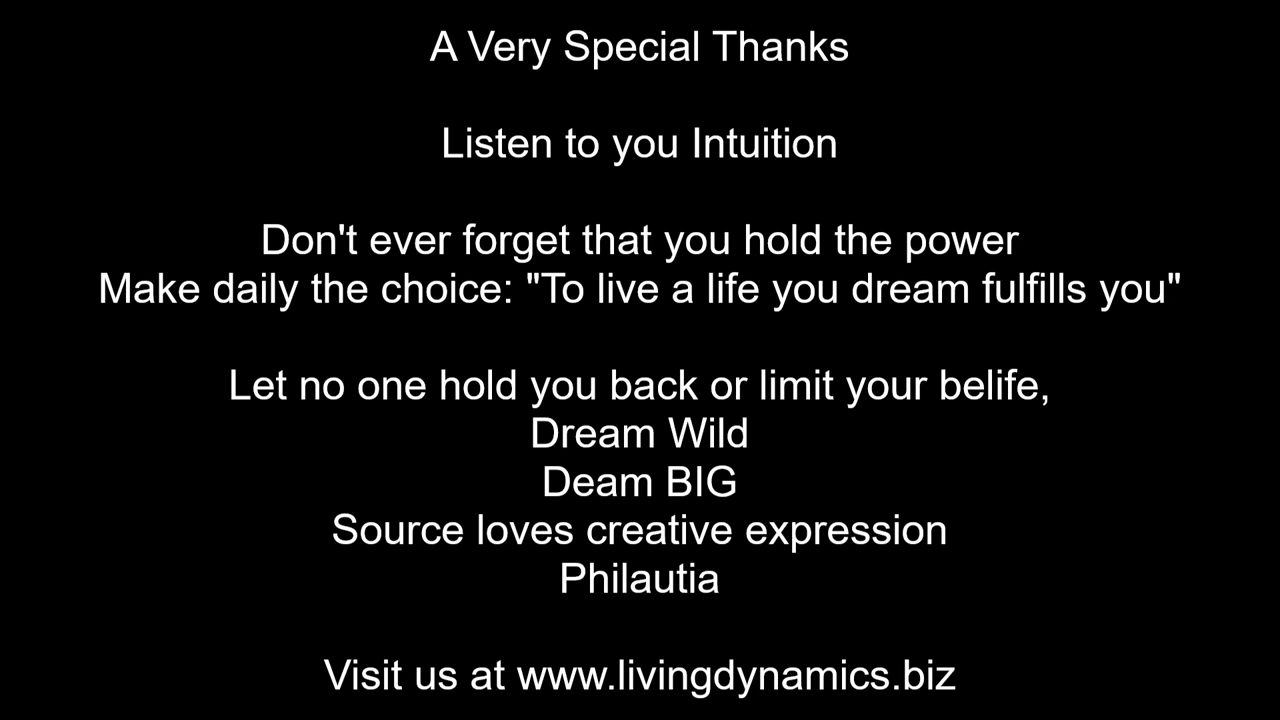 A Very Special Thanks
Listen to you Intuition
Don't ever forget that you hold the power
Make daily the choice: "To live a life you dream fulfills you"
Let no one hold you back or limit your belife,
Dream Wild
Deam BIG
Source loves creative expression
Philautia
Visit us at www.livingdynamics.biz